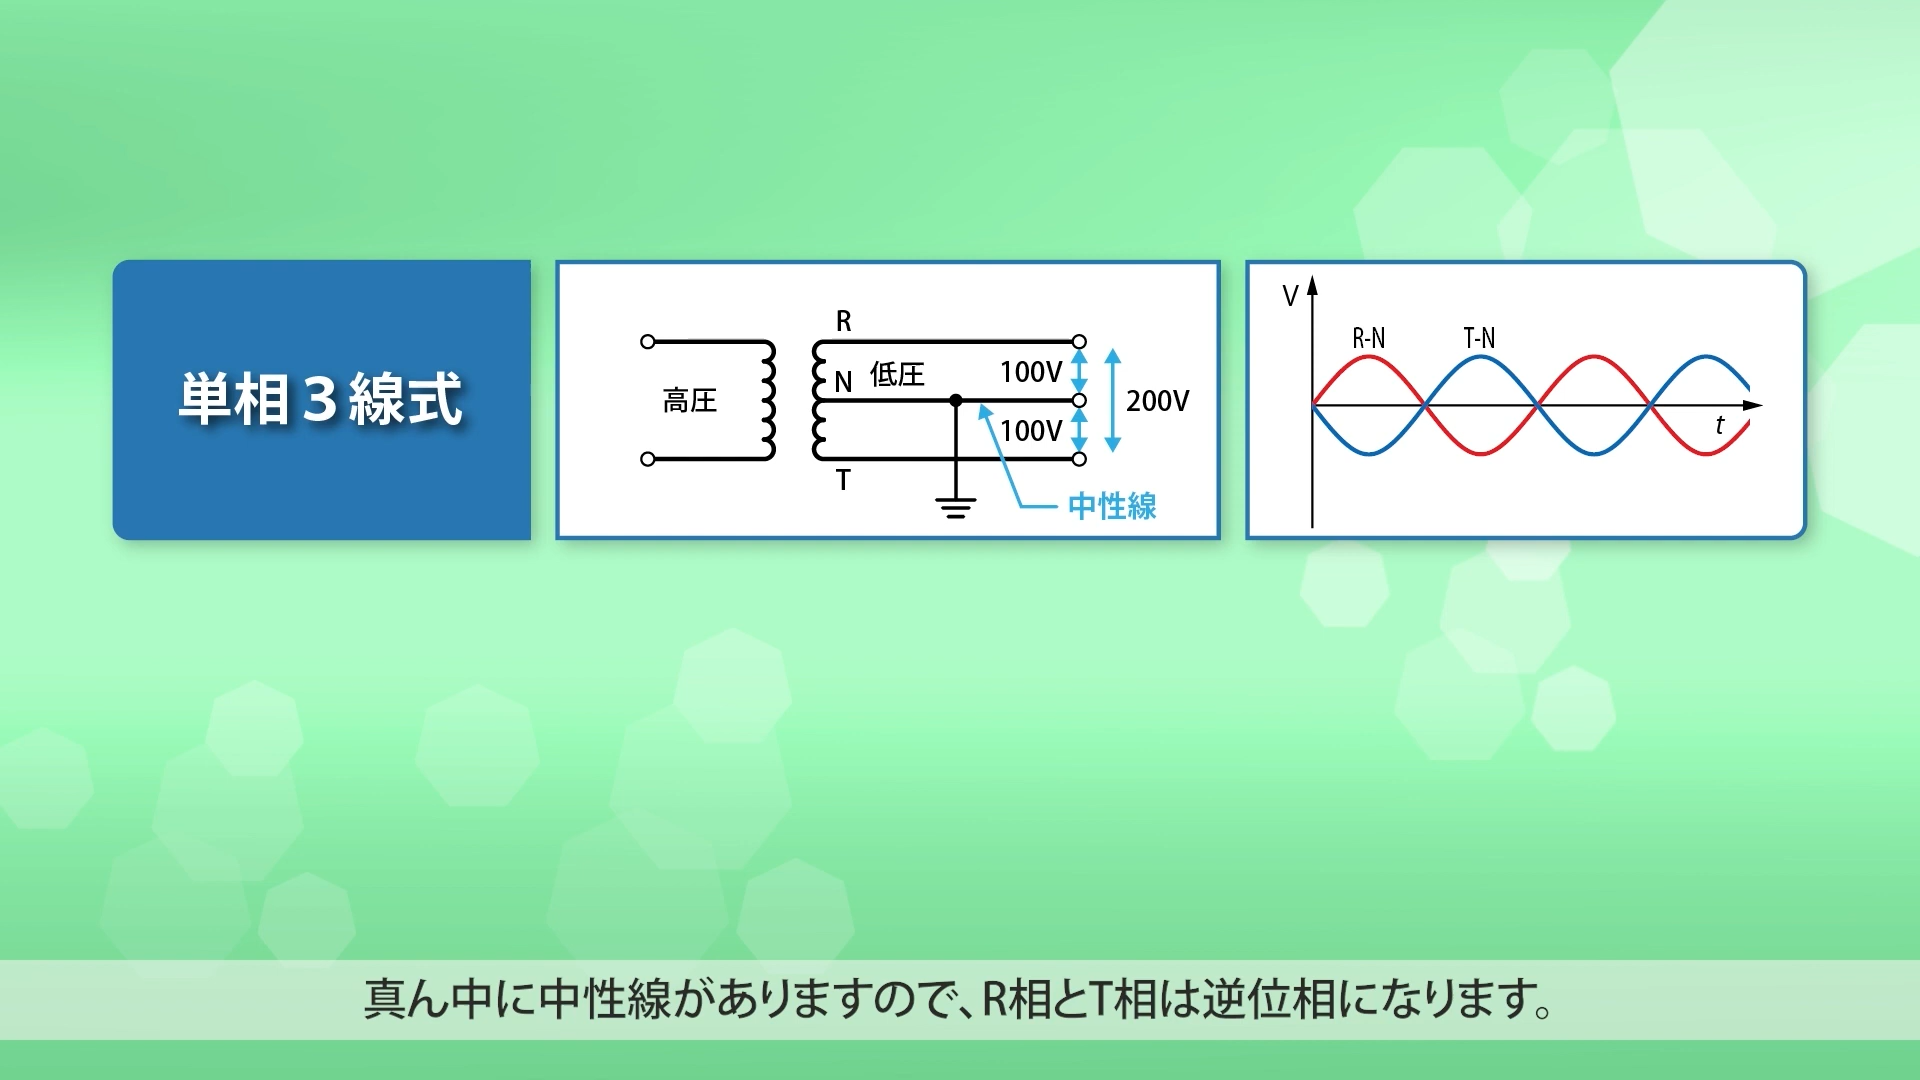 単相3線式
高圧
R
N
低圧
T
100V
100V
200V
中性線
V
R-N
T-N
t
真ん中に中性線がありますので、R相とT相は逆位相になります。